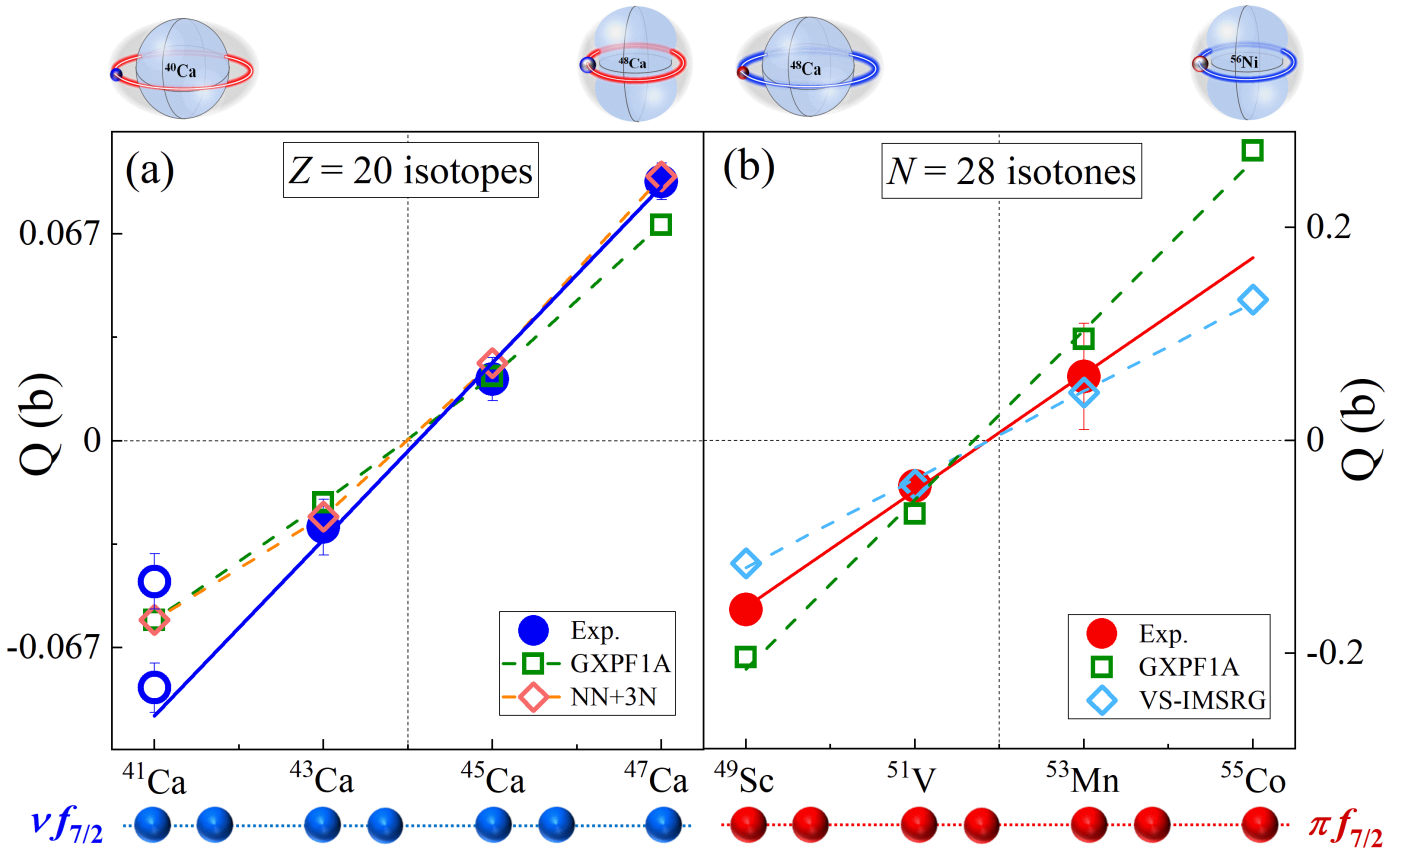 ⁴⁰Ca
⁴⁸Ca
⁴⁸Ca
⁵⁶Ni
(a)
Z = 20 isotopes
(b)
N = 28 isotones
0.067
0
-0.067
Q (b)
0.2
0
-0.2
Q (b)
Exp.
GXPF1A
NN+3N
Exp.
GXPF1A
VS-IMSRG
⁴¹Ca
⁴³Ca
⁴⁵Ca
⁴⁷Ca
⁴⁹Sc
⁵¹V
⁵³Mn
⁵⁵Co
νf₇/₂
πf₇/₂